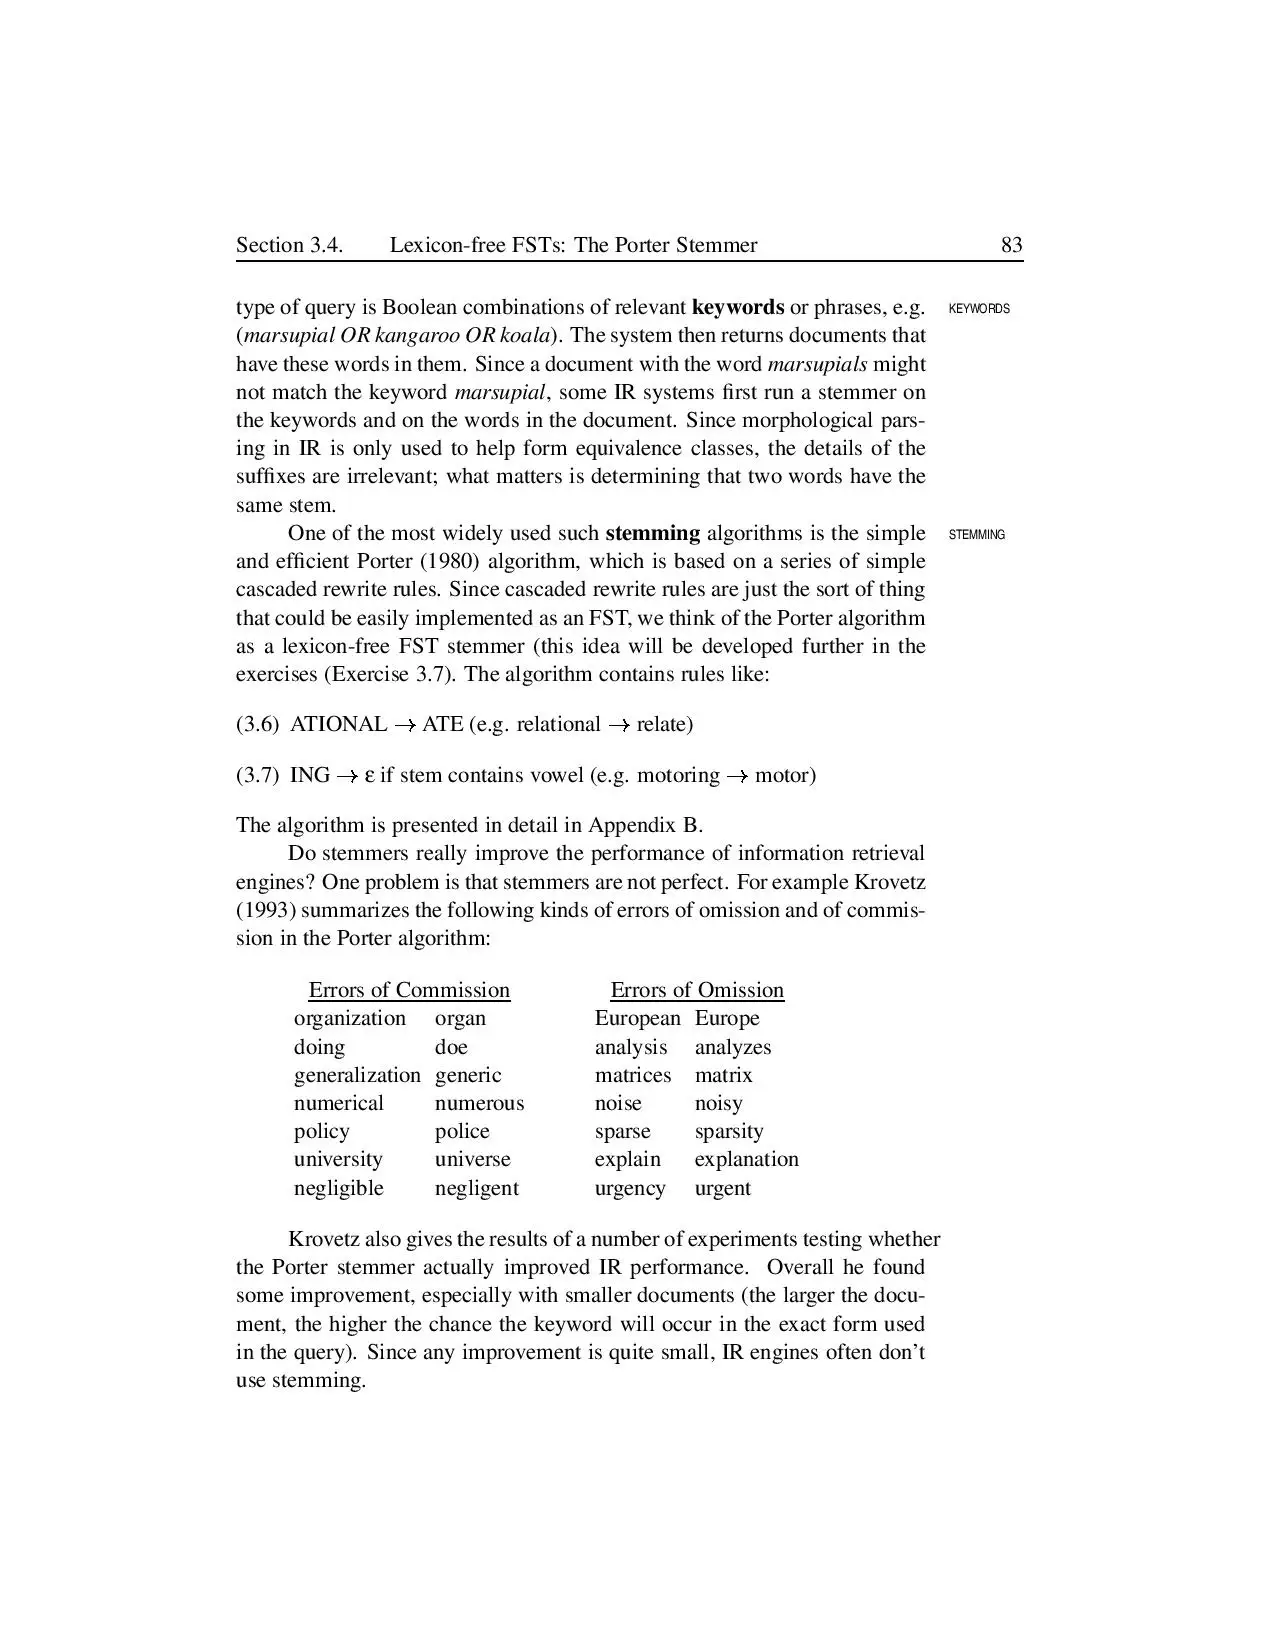 Section 3.4. Lexicon-free FSTs: The Porter Stemmer 83
type of query is Boolean combinations of relevant keywords or phrases, e.g. KEYWORDS
(marsupial OR kangaroo OR koala). The system then returns documents that
have these words in them. Since a document with the word marsupials might
not match the keyword marsupial, some IR systems first run a stemmer on
the keywords and on the words in the document. Since morphological pars-
ing in IR is only used to help form equivalence classes, the details of the
suffixes are irrelevant; what matters is determining that two words have the
same stem.
One of the most widely used such stemming algorithms is the simple STEMMING
and efficient Porter (1980) algorithm, which is based on a series of simple
cascaded rewrite rules. Since cascaded rewrite rules are just the sort of thing
that could be easily implemented as an FST, we think of the Porter algorithm
as a lexicon-free FST stemmer (this idea will be developed further in the
exercises (Exercise 3.7). The algorithm contains rules like:
(3.6) ATIONAL → ATE (e.g. relational → relate)
(3.7) ING → ε if stem contains vowel (e.g. motoring → motor)
The algorithm is presented in detail in Appendix B.
Do stemmers really improve the performance of information retrieval
engines? One problem is that stemmers are not perfect. For example Krovetz
(1993) summarizes the following kinds of errors of omission and of commis-
sion in the Porter algorithm:
Errors of Commission Errors of Omission
organization organ European Europe
doing doe analysis analyzes
generalization generic matrices matrix
numerical numerous noise noisy
policy police sparse sparsity
university universe explain explanation
negligible negligent urgency urgent
Krovetz also gives the results of a number of experiments testing whether
the Porter stemmer actually improved IR performance. Overall he found
some improvement, especially with smaller documents (the larger the docu-
ment, the higher the chance the keyword will occur in the exact form used
in the query). Since any improvement is quite small, IR engines often don't
use stemming.